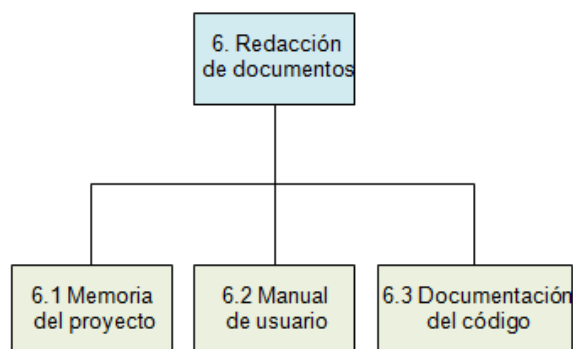 6. Redacción
de documentos
6.1 Memoria
del proyecto
6.2 Manual
de usuario
6.3 Documentación
del código